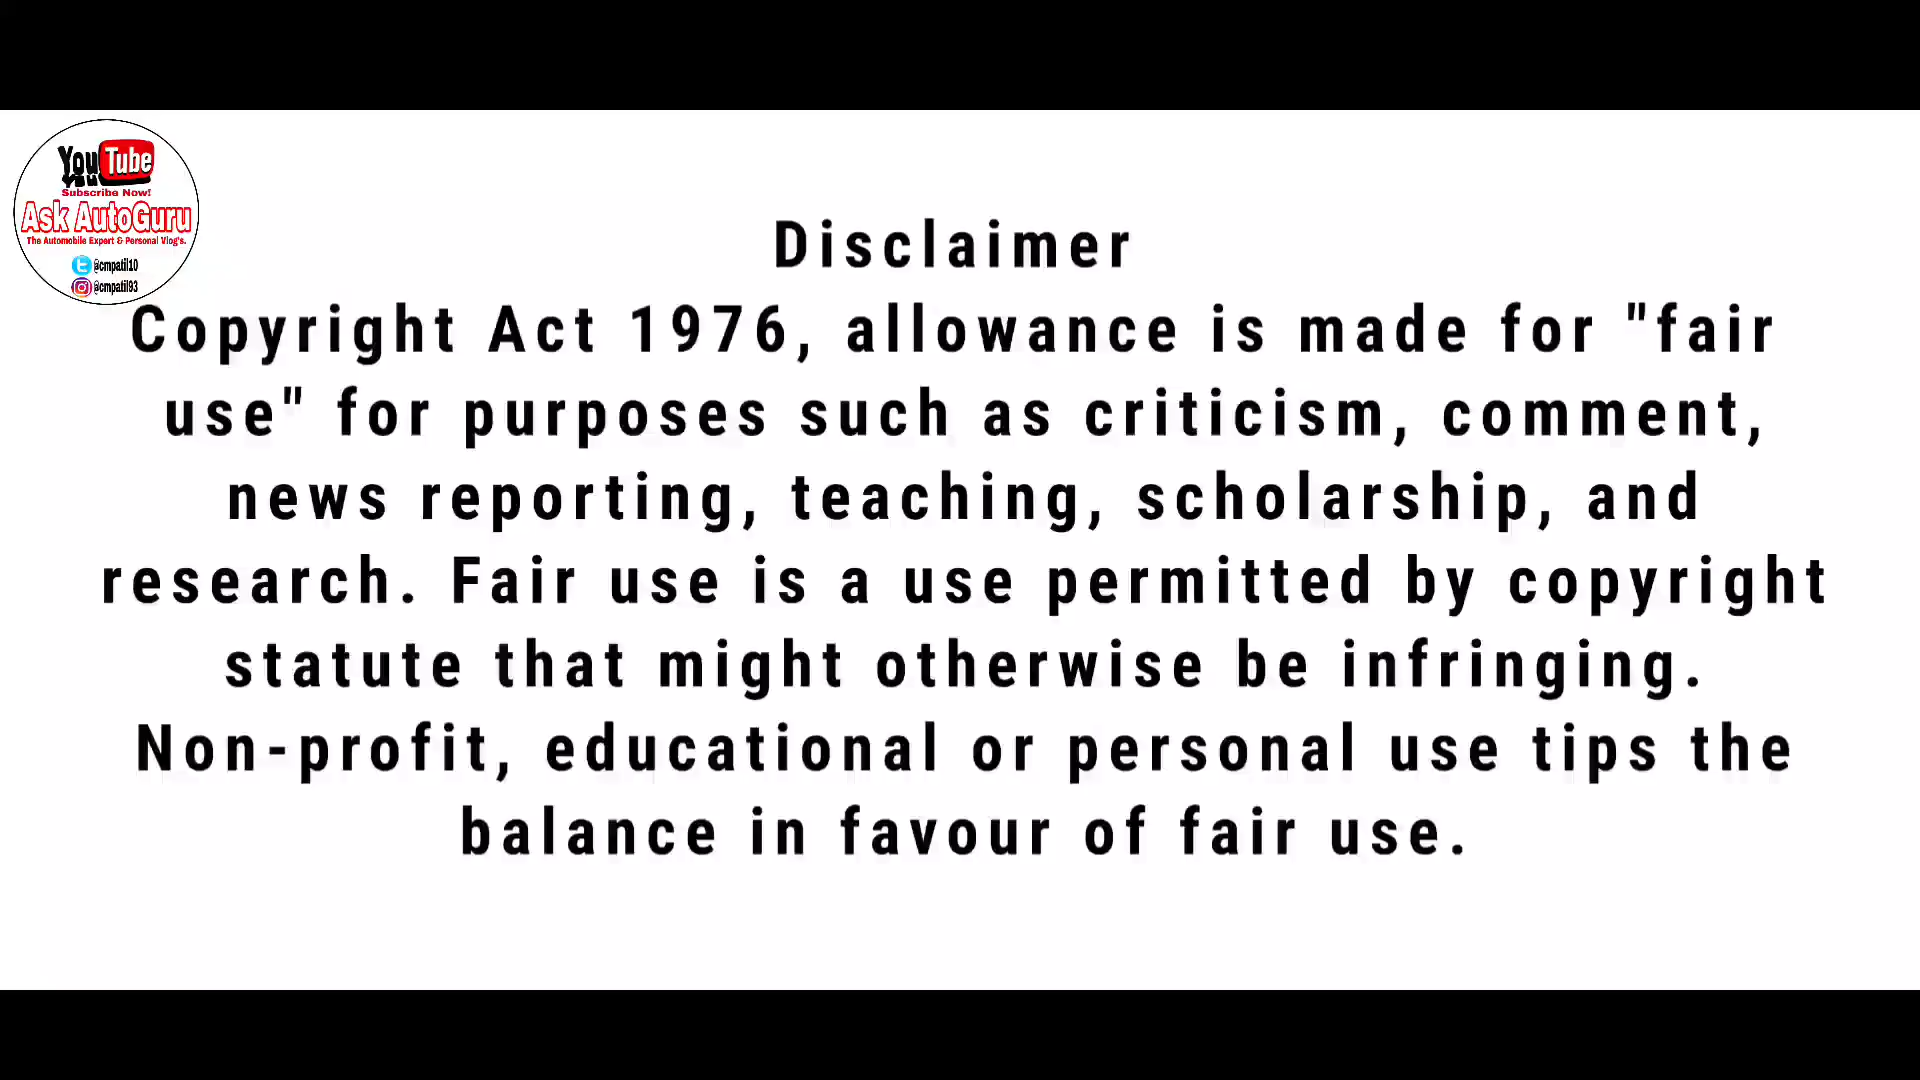 YouTube
Subscribe Now!
Ask AutoGuru
The Automobile Expert & Personal Vlog's.
@cmpatil10
@cmpatil93
Disclaimer
Copyright Act 1976, allowance is made for "fair
use" for purposes such as criticism, comment,
news reporting, teaching, scholarship, and
research. Fair use is a use permitted by copyright
statute that might otherwise be infringing.
Non-profit, educational or personal use tips the
balance in favour of fair use.